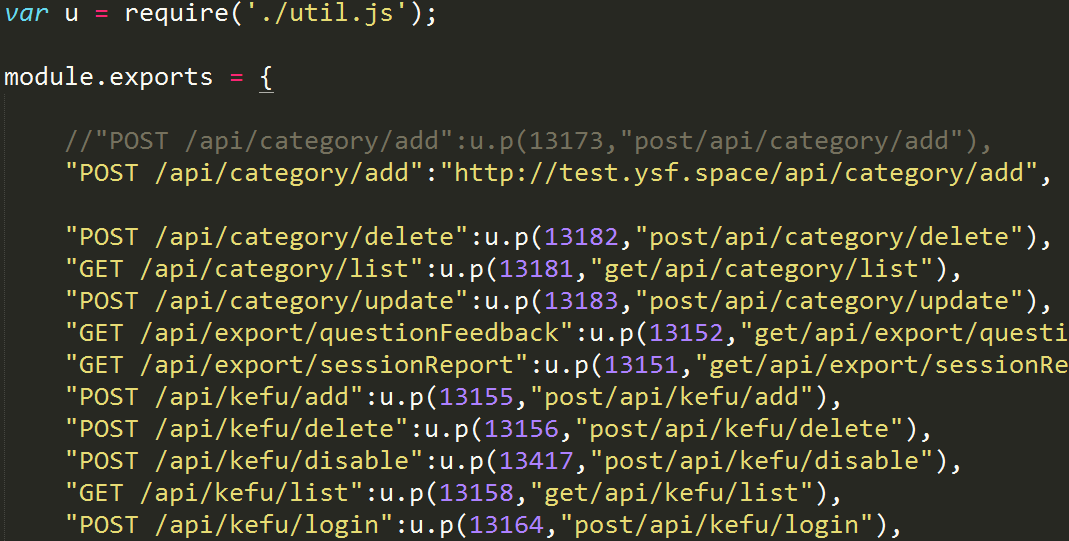 var u = require('./util.js');
module.exports = {
//"POST /api/category/add":u.p(13173,"post/api/category/add"),
"POST /api/category/add":"http://test.ysf.space/api/category/add",
"POST /api/category/delete":u.p(13182,"post/api/category/delete"),
"GET /api/category/list":u.p(13181,"get/api/category/list"),
"POST /api/category/update":u.p(13183,"post/api/category/update"),
"GET /api/export/questionFeedback":u.p(13152,"get/api/export/questi
"GET /api/export/sessionReport":u.p(13151,"get/api/export/sessionRe
"POST /api/kefu/add":u.p(13155,"post/api/kefu/add"),
"POST /api/kefu/delete":u.p(13156,"post/api/kefu/delete"),
"POST /api/kefu/disable":u.p(13417,"post/api/kefu/disable"),
"GET /api/kefu/list":u.p(13158,"get/api/kefu/list"),
"POST /api/kefu/login":u.p(13164,"post/api/kefu/login"),